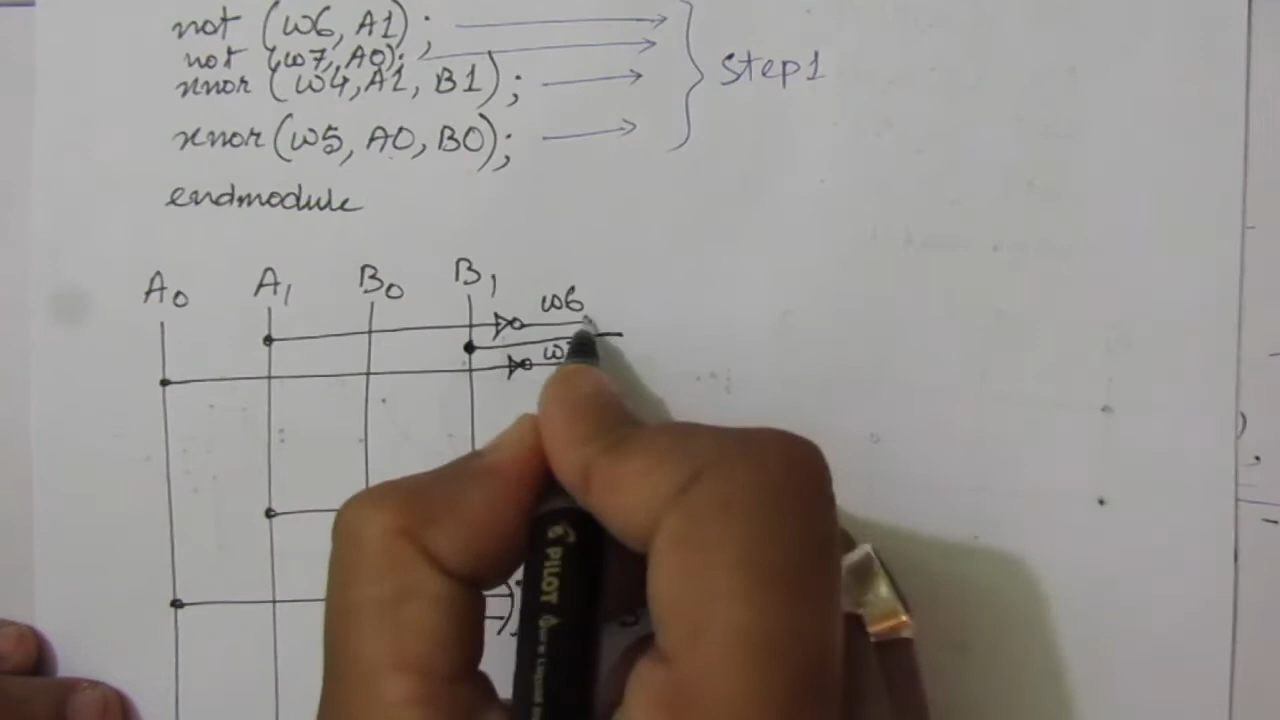 not (w6, A1);
not (w7, A0);
xnor (w4, A1, B1);
xnor (w5, A0, B0);
Step1
endmodule
A0 A1 B0 B1
w6
PILOT